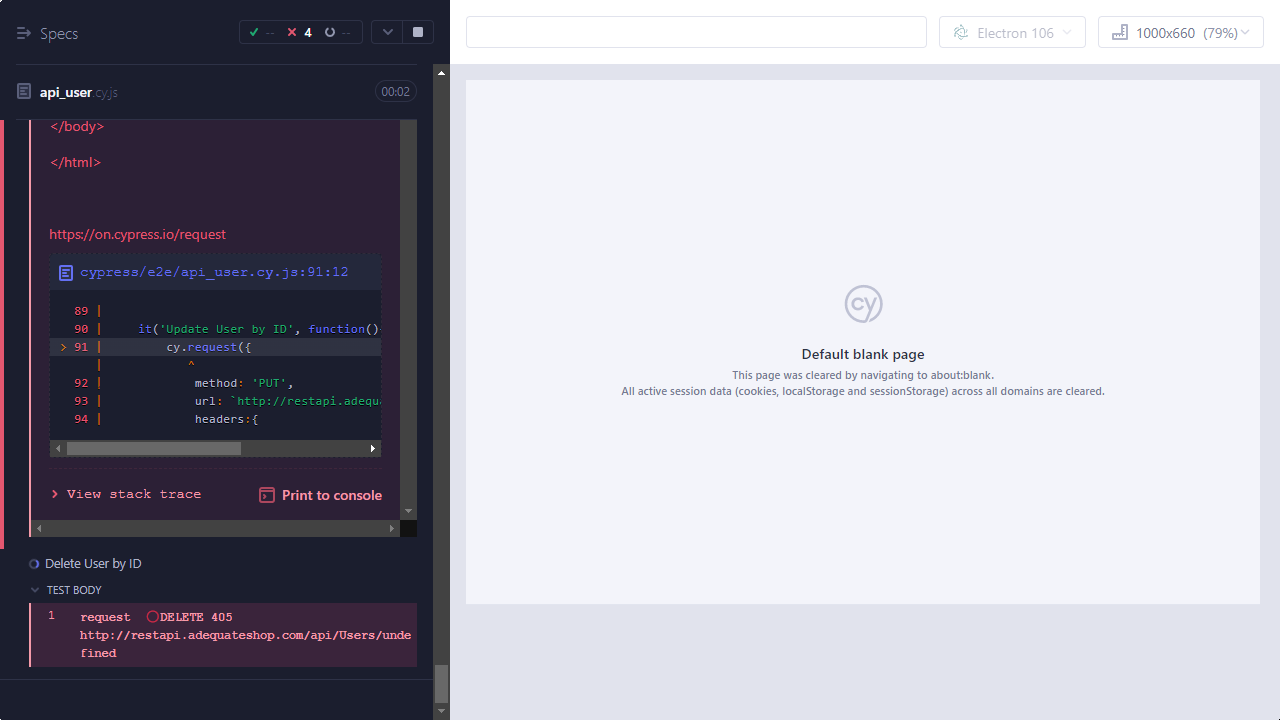 Specs
-- 4 --
Electron 106
1000x660 (79%)
api_user.cy.js
00:02
</body>
</html>
https://on.cypress.io/request
cypress/e2e/api_user.cy.js:91:12
89 |
90 | it('Update User by ID', function()
> 91 | cy.request({
| ^
92 | method: 'PUT',
93 | url: `http://restapi.adequa
94 | headers:{
View stack trace
Print to console
Delete User by ID
TEST BODY
1 request DELETE 405
http://restapi.adequateshop.com/api/Users/unde
fined
cy
Default blank page
This page was cleared by navigating to about:blank.
All active session data (cookies, localStorage and sessionStorage) across all domains are cleared.